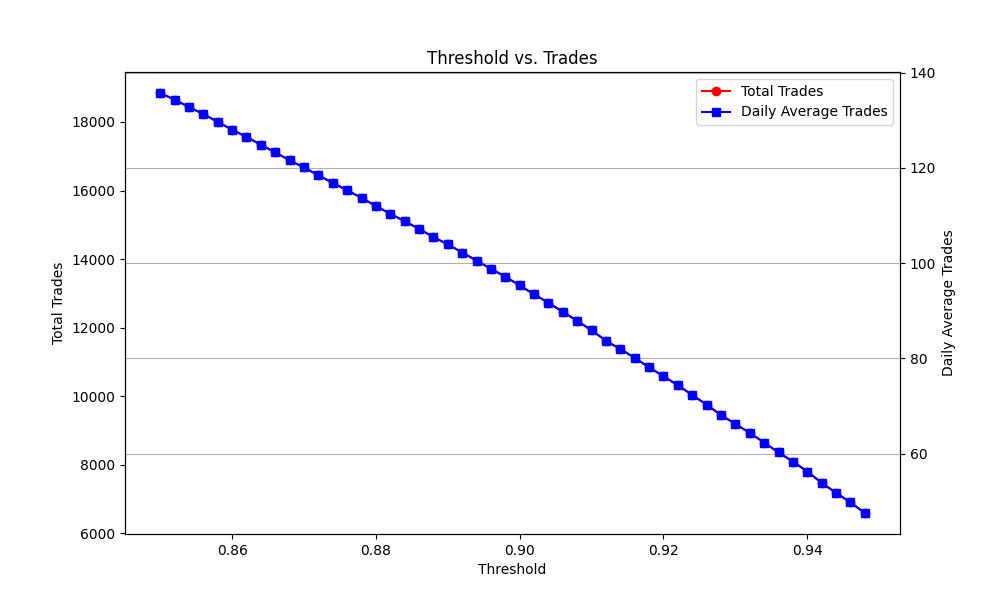 Threshold vs. Trades
Total Trades
Daily Average Trades
140
120
100
80
60
18000
16000
14000
12000
10000
8000
6000
Total Trades
Daily Average Trades
0.86 0.88 0.90 0.92 0.94
Threshold